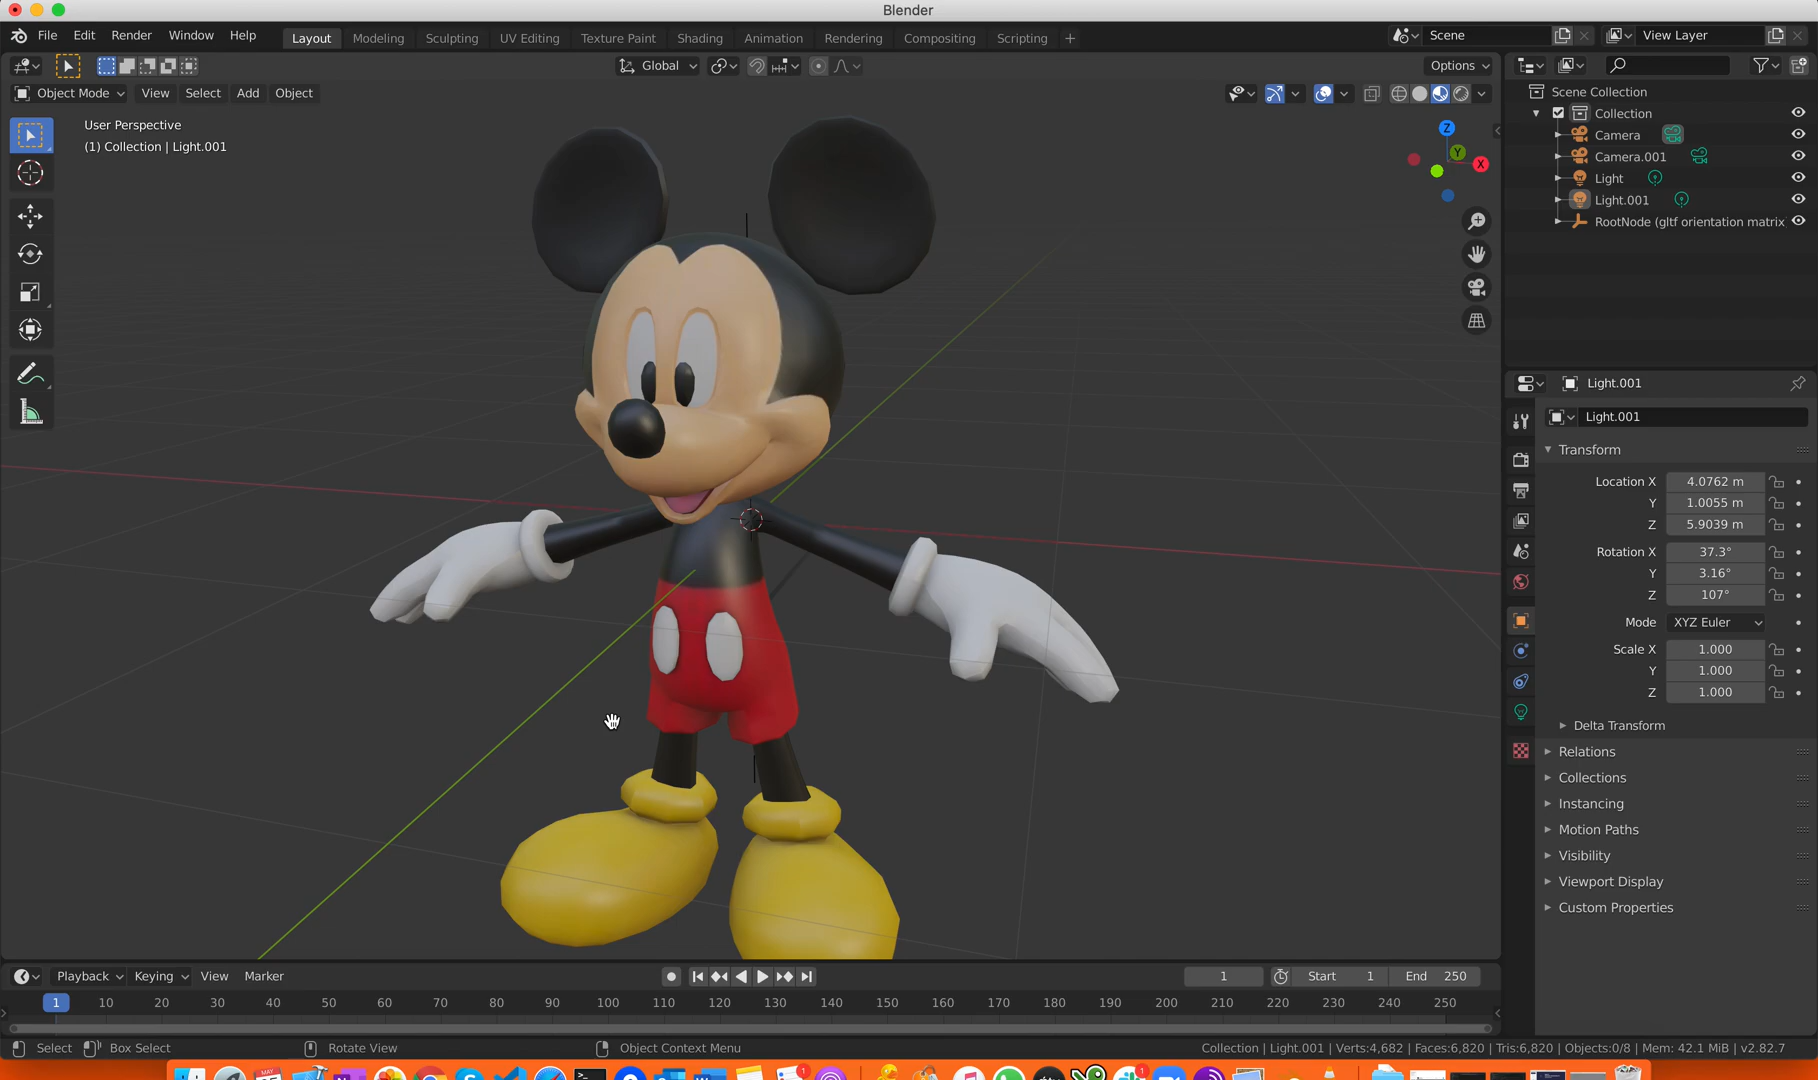 Blender
File Edit Render Window Help Layout Modeling Sculpting UV Editing Texture Paint Shading Animation Rendering Compositing Scripting + Scene View Layer
Global Options
Object Mode View Select Add Object
User Perspective
(1) Collection | Light.001
Z
Y
X
Scene Collection
Collection
Camera
Camera.001
Light
Light.001
RootNode (gltf orientation matrix
Light.001
Light.001
Transform
Location X 4.0762 m
Y 1.0055 m
Z 5.9039 m
Rotation X 37.3°
Y 3.16°
Z 107°
Mode XYZ Euler
Scale X 1.000
Y 1.000
Z 1.000
Delta Transform
Relations
Collections
Instancing
Motion Paths
Visibility
Viewport Display
Custom Properties
Playback Keying View Marker 1 Start 1 End 250
1 10 20 30 40 50 60 70 80 90 100 110 120 130 140 150 160 170 180 190 200 210 220 230 240 250
Select Box Select Rotate View Object Context Menu Collection | Light.001 | Verts:4,682 | Faces:6,820 | Tris:6,820 | Objects:0/8 | Mem: 42.1 MiB | v2.82.7
MAY 1 1